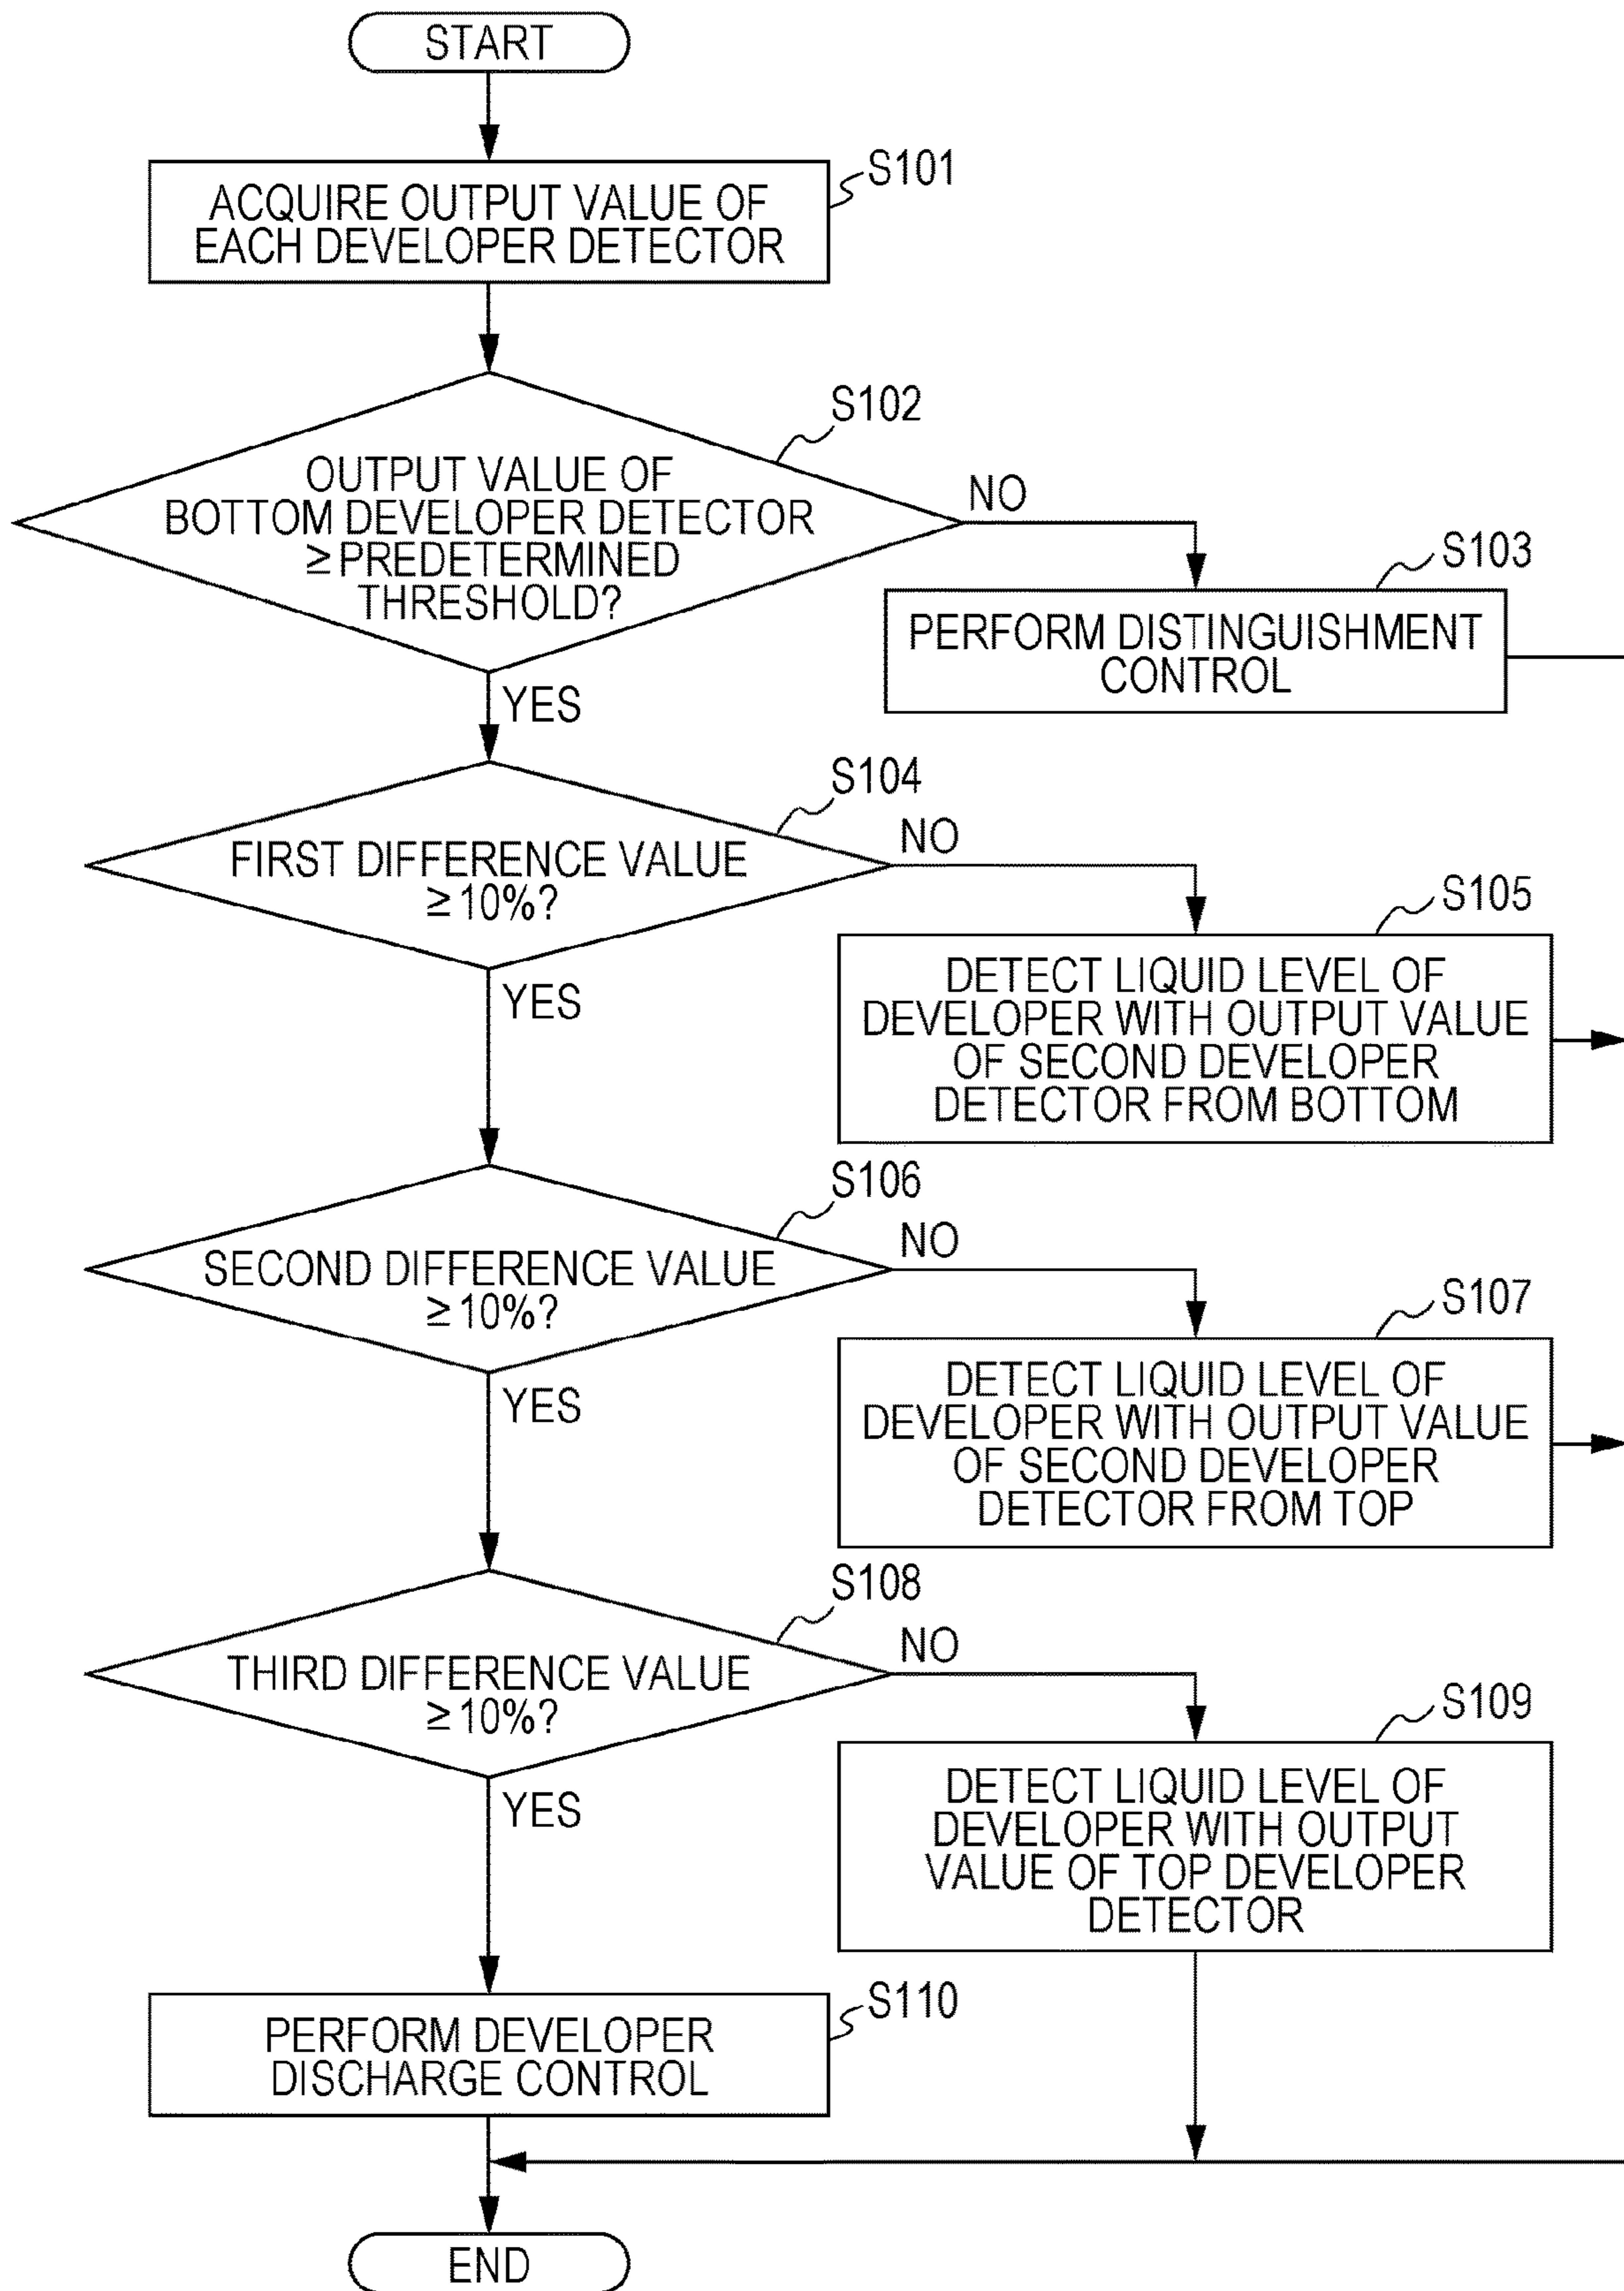 START
S101
ACQUIRE OUTPUT VALUE OF
EACH DEVELOPER DETECTOR
S102
OUTPUT VALUE OF
BOTTOM DEVELOPER DETECTOR
≥ PREDETERMINED
THRESHOLD?
NO
S103
PERFORM DISTINGUISHMENT
CONTROL
YES
S104
FIRST DIFFERENCE VALUE
≥ 10%?
NO
S105
DETECT LIQUID LEVEL OF
DEVELOPER WITH OUTPUT VALUE
OF SECOND DEVELOPER
DETECTOR FROM BOTTOM
YES
S106
SECOND DIFFERENCE VALUE
≥ 10%?
NO
S107
DETECT LIQUID LEVEL OF
DEVELOPER WITH OUTPUT VALUE
OF SECOND DEVELOPER
DETECTOR FROM TOP
YES
S108
THIRD DIFFERENCE VALUE
≥ 10%?
NO
S109
DETECT LIQUID LEVEL OF
DEVELOPER WITH OUTPUT
VALUE OF TOP DEVELOPER
DETECTOR
YES
S110
PERFORM DEVELOPER
DISCHARGE CONTROL
END